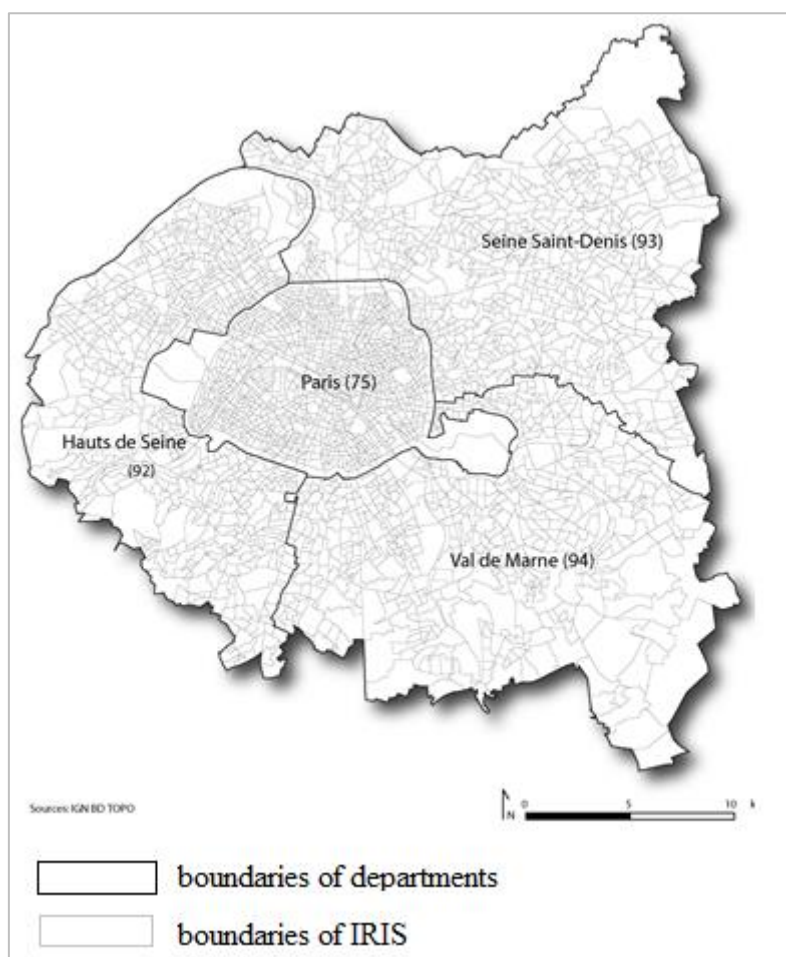 Seine Saint-Denis (93)
Paris (75)
Hauts de Seine
(92)
Val de Marne (94)
Sources: IGN BD TOPO
N
0 5 10 k
boundaries of departments
boundaries of IRIS